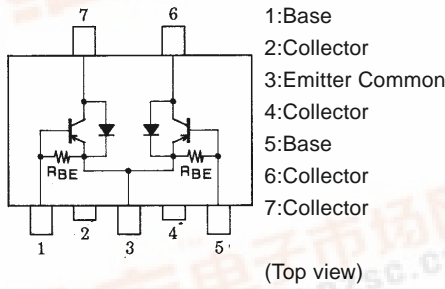 7 6
1:Base
2:Collector
3:Emitter Common
4:Collector
5:Base
6:Collector
7:Collector
RBE RBE
1 2 3 4 5
(Top view)